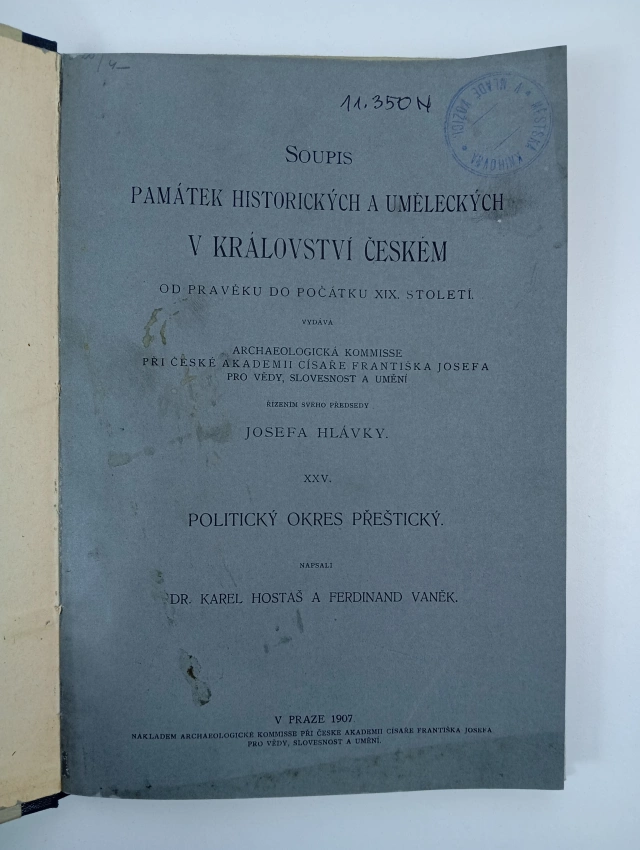 11.350 N
SOUPIS
PAMÁTEK HISTORICKÝCH A UMĚLECKÝCH
V KRÁLOVSTVÍ ČESKÉM
OD PRAVĚKU DO POČÁTKU XIX. STOLETÍ.
VYDÁVÁ
ARCHAEOLOGICKÁ KOMMISSE
PŘI ČESKÉ AKADEMII CÍSAŘE FRANTIŠKA JOSEFA
PRO VĚDY, SLOVESNOST A UMĚNÍ
ŘÍZENÍM SVÉHO PŘEDSEDY
JOSEFA HLÁVKY.
XXV.
POLITICKÝ OKRES PŘEŠTICKÝ.
NAPSALI
DR. KAREL HOSTAŠ A FERDINAND VANĚK.
V PRAZE 1907
NÁKLADEM ARCHAEOLOGICKÉ KOMMISSE PŘI ČESKÉ AKADEMII CÍSAŘE FRANTIŠKA JOSEFA
PRO VĚDY, SLOVESNOST A UMĚNÍ.